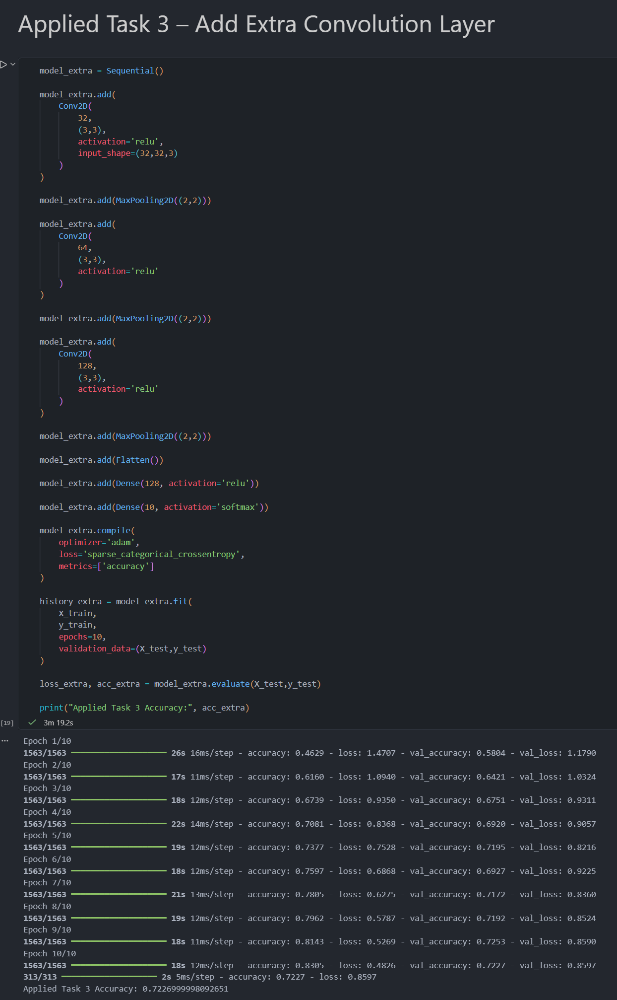 Applied Task 3 – Add Extra Convolution Layer
model_extra = Sequential()
model_extra.add(
Conv2D(
32,
(3,3),
activation='relu',
input_shape=(32,32,3)
)
)
model_extra.add(MaxPooling2D((2,2)))
model_extra.add(
Conv2D(
64,
(3,3),
activation='relu'
)
)
model_extra.add(MaxPooling2D((2,2)))
model_extra.add(
Conv2D(
128,
(3,3),
activation='relu'
)
)
model_extra.add(MaxPooling2D((2,2)))
model_extra.add(Flatten())
model_extra.add(Dense(128, activation='relu'))
model_extra.add(Dense(10, activation='softmax'))
model_extra.compile(
optimizer='adam',
loss='sparse_categorical_crossentropy',
metrics=['accuracy']
)
history_extra = model_extra.fit(
X_train,
y_train,
epochs=10,
validation_data=(X_test,y_test)
)
loss_extra, acc_extra = model_extra.evaluate(X_test,y_test)
print("Applied Task 3 Accuracy:", acc_extra)
[19] 3m 19.2s
Epoch 1/10
1563/1563 26s 16ms/step - accuracy: 0.4629 - loss: 1.4707 - val_accuracy: 0.5804 - val_loss: 1.1790
Epoch 2/10
1563/1563 17s 11ms/step - accuracy: 0.6160 - loss: 1.0940 - val_accuracy: 0.6421 - val_loss: 1.0324
Epoch 3/10
1563/1563 18s 12ms/step - accuracy: 0.6739 - loss: 0.9350 - val_accuracy: 0.6751 - val_loss: 0.9311
Epoch 4/10
1563/1563 22s 14ms/step - accuracy: 0.7081 - loss: 0.8368 - val_accuracy: 0.6920 - val_loss: 0.9057
Epoch 5/10
1563/1563 19s 12ms/step - accuracy: 0.7377 - loss: 0.7528 - val_accuracy: 0.7195 - val_loss: 0.8216
Epoch 6/10
1563/1563 18s 12ms/step - accuracy: 0.7597 - loss: 0.6868 - val_accuracy: 0.6927 - val_loss: 0.9225
Epoch 7/10
1563/1563 21s 13ms/step - accuracy: 0.7805 - loss: 0.6275 - val_accuracy: 0.7172 - val_loss: 0.8360
Epoch 8/10
1563/1563 19s 12ms/step - accuracy: 0.7962 - loss: 0.5787 - val_accuracy: 0.7192 - val_loss: 0.8524
Epoch 9/10
1563/1563 18s 11ms/step - accuracy: 0.8143 - loss: 0.5269 - val_accuracy: 0.7253 - val_loss: 0.8590
Epoch 10/10
1563/1563 18s 12ms/step - accuracy: 0.8305 - loss: 0.4826 - val_accuracy: 0.7227 - val_loss: 0.8597
313/313 2s 5ms/step - accuracy: 0.7227 - loss: 0.8597
Applied Task 3 Accuracy: 0.7226999998092651